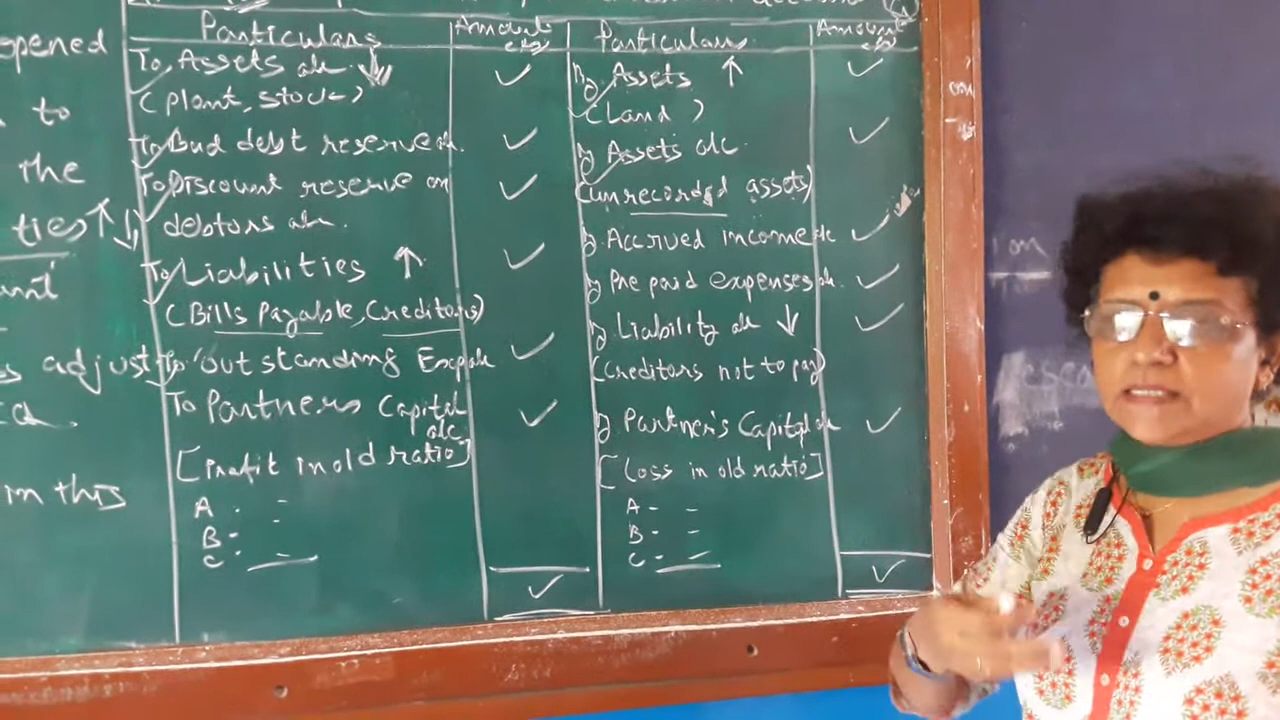 opened
to
the
ties ↑↓
adjust
in this
Particulars Amount Particulars Amount
To Assets a/c ↓ ✓ By Assets ↑ ✓
(plant, stock) (Land)
To Bad debt reserve a/c. ✓ By Assets a/c. ✓
To Discount reserve on ✓ (unrecorded assets)
debtors a/c. By Accrued income a/c ✓
To Liabilities ↑ ✓ By Pre paid expenses a/c. ✓
(Bills Payable, Creditors) By Liability a/c ↓ ✓
To outstanding Exp a/c ✓ (Creditors not to pay)
To Partners Capital a/c ✓ By Partner's Capital a/c ✓
[Profit in old ratio] [Loss in old ratio]
A - - A - -
B - - B - -
C - - C - -
✓ ✓